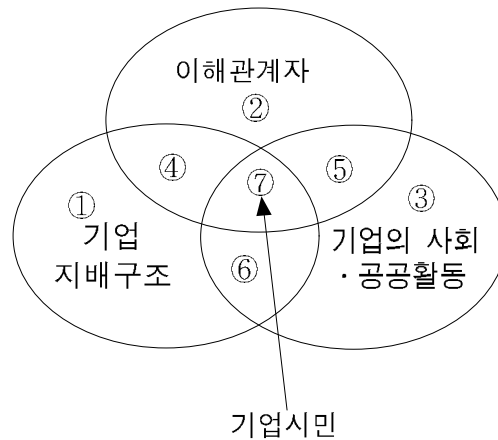 이해관계자
②
④
⑦
⑤
①
③
기업
지배구조
기업의 사회
· 공공활동
⑥
기업시민